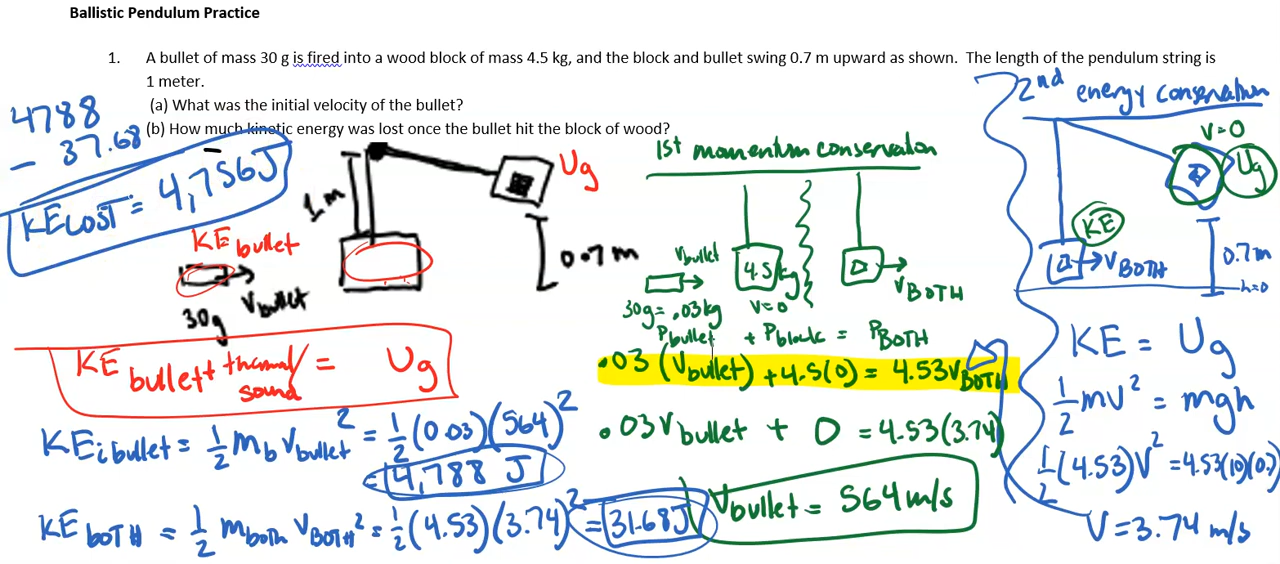 Ballistic Pendulum Practice
1. A bullet of mass 30 g is fired into a wood block of mass 4.5 kg, and the block and bullet swing 0.7 m upward as shown. The length of the pendulum string is
1 meter.
(a) What was the initial velocity of the bullet?
(b) How much kinetic energy was lost once the bullet hit the block of wood?
4788
- 37.68
KE LOST = 4,756J
KE bullet
30g
Vbullet
1m
Ug
0.7m
KE bullet + thermal/sound = Ug
KEi bullet = ½ mb Vbullet² = ½ (0.03)(564)²
= 4,788 J
KE BOTH = ½ mboth VBOTH² = ½ (4.53)(3.74)² = 31.68J
1st momentum conservation
Vbullet
4.5kg
30g = .03kg
V=0
VBOTH
Pbullet + Pblock = PBOTH
.03 (Vbullet) + 4.5(0) = 4.53VBOTH
.03Vbullet + 0 = 4.53(3.74)
Vbullet = 564 m/s
2nd energy conservation
V=0
Ug
KE
VBOTH
0.7m
h=0
KE = Ug
½ mv² = mgh
½ (4.53)V² = 4.53(10)(0.7)
V = 3.74 m/s